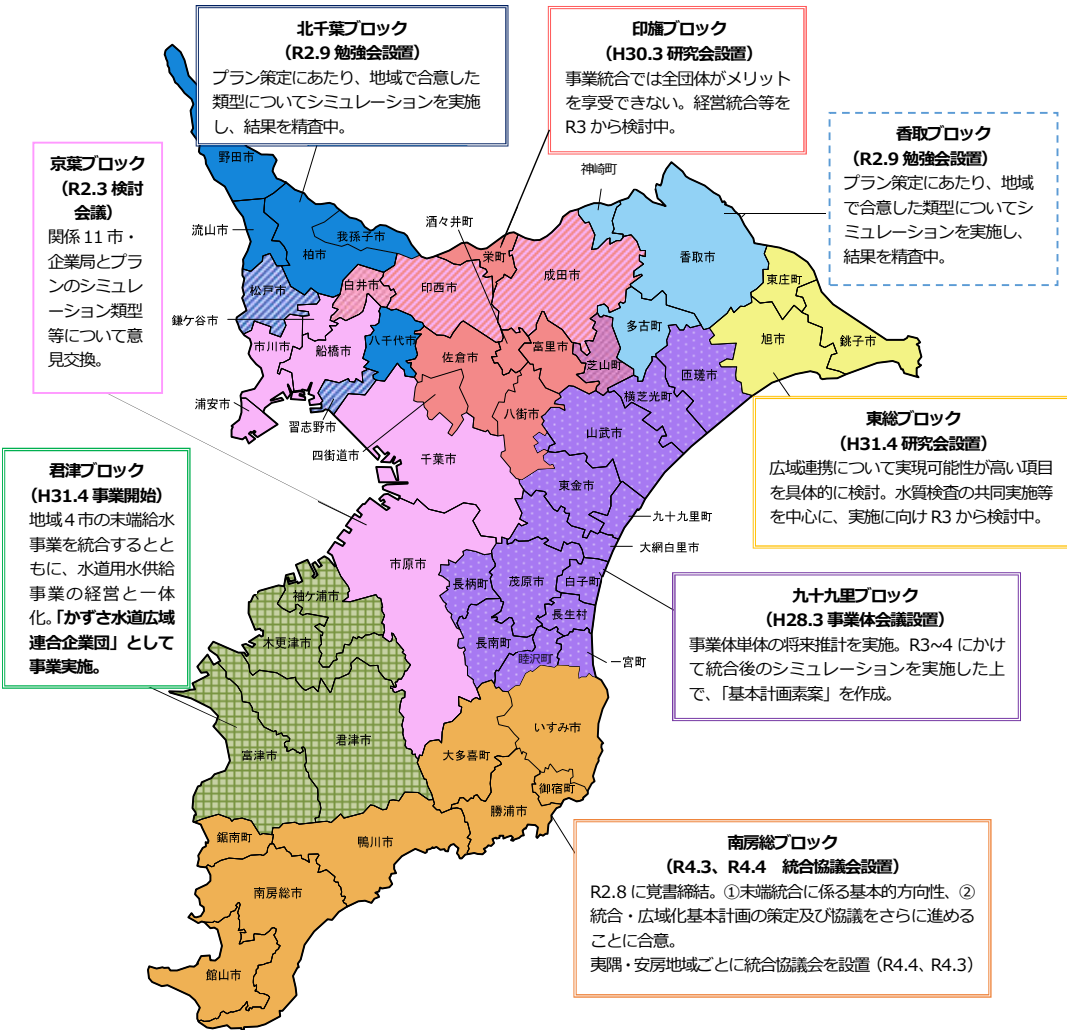 北千葉ブロック
(R2.9 勉強会設置)
プラン策定にあたり、地域で合意した
類型についてシミュレーションを実施
し、結果を精査中。
印旛ブロック
(H30.3 研究会設置)
事業統合では全団体がメリット
を享受できない。経営統合等を
R3 から検討中。
香取ブロック
(R2.9 勉強会設置)
プラン策定にあたり、地域
で合意した類型についてシ
ミュレーションを実施し、
結果を精査中。
京葉ブロック
(R2.3 検討
会議)
関係 11 市・
企業局とプラ
ンのシミュレ
ーション類型
等について意
見交換。
野田市
流山市
柏市
我孫子市
松戸市
鎌ケ谷市
市川市
船橋市
浦安市
習志野市
白井市
八千代市
印西市
酒々井町
栄町
成田市
神崎町
香取市
多古町
東庄町
旭市
銚子市
匝瑳市
横芝光町
芝山町
富里市
佐倉市
八街市
四街道市
千葉市
山武市
東金市
九十九里町
大網白里市
市原市
長柄町
茂原市
白子町
長生村
長南町
睦沢町
一宮町
袖ケ浦市
木更津市
君津市
富津市
いすみ市
大多喜町
御宿町
勝浦市
鴨川市
鋸南町
南房総市
館山市
東総ブロック
(H31.4 研究会設置)
広域連携について実現可能性が高い項目
を具体的に検討。水質検査の共同実施等
を中心に、実施に向け R3 から検討中。
君津ブロック
(H31.4 事業開始)
地域４市の末端給水
事業を統合するとと
もに、水道用水供給
事業の経営と一体
化。「かずさ水道広域
連合企業団」として
事業実施。
九十九里ブロック
(H28.3 事業体会議設置)
事業体単体の将来推計を実施。R3~4 にかけ
て統合後のシミュレーションを実施した上
で、「基本計画素案」を作成。
南房総ブロック
(R4.3、R4.4 統合協議会設置)
R2.8 に覚書締結。①末端統合に係る基本的方向性、②
統合・広域化基本計画の策定及び協議をさらに進める
ことに合意。
夷隅・安房地域ごとに統合協議会を設置（R4.4、R4.3）